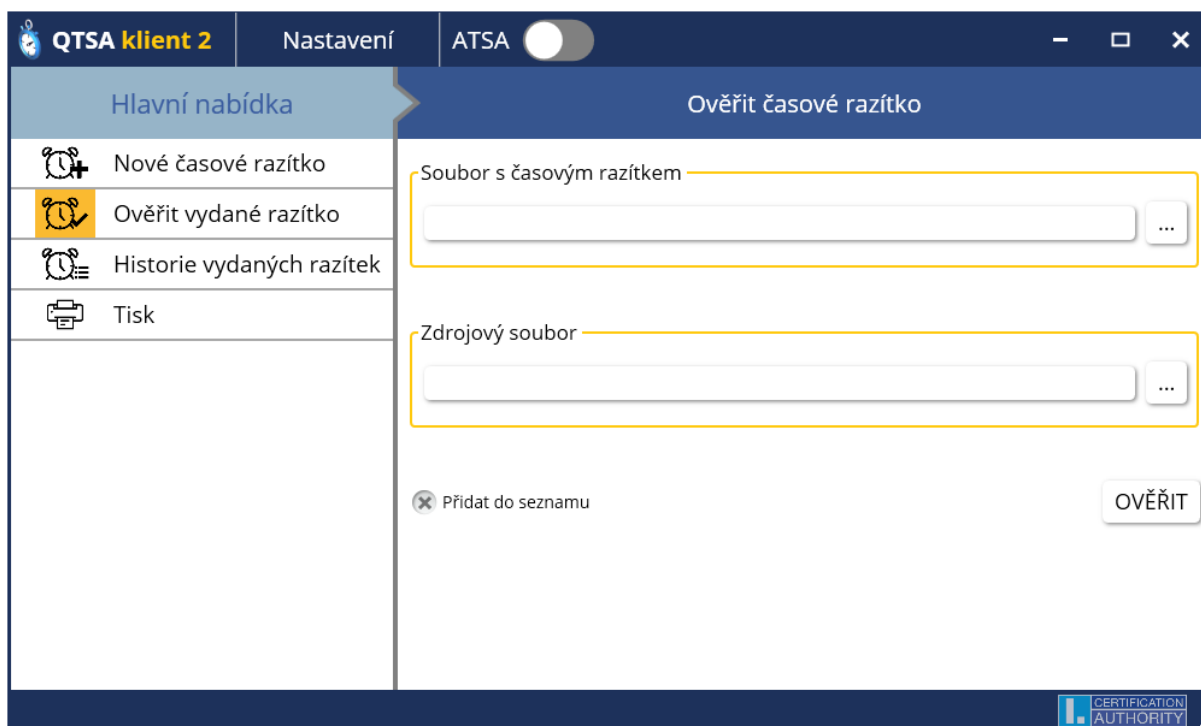 QTSA klient 2
Nastavení
ATSA
Hlavní nabídka
Ověřit časové razítko
Nové časové razítko
Ověřit vydané razítko
Historie vydaných razítek
Tisk
Soubor s časovým razítkem
...
Zdrojový soubor
...
Přidat do seznamu
OVĚŘIT
I.
CERTIFICATION
AUTHORITY